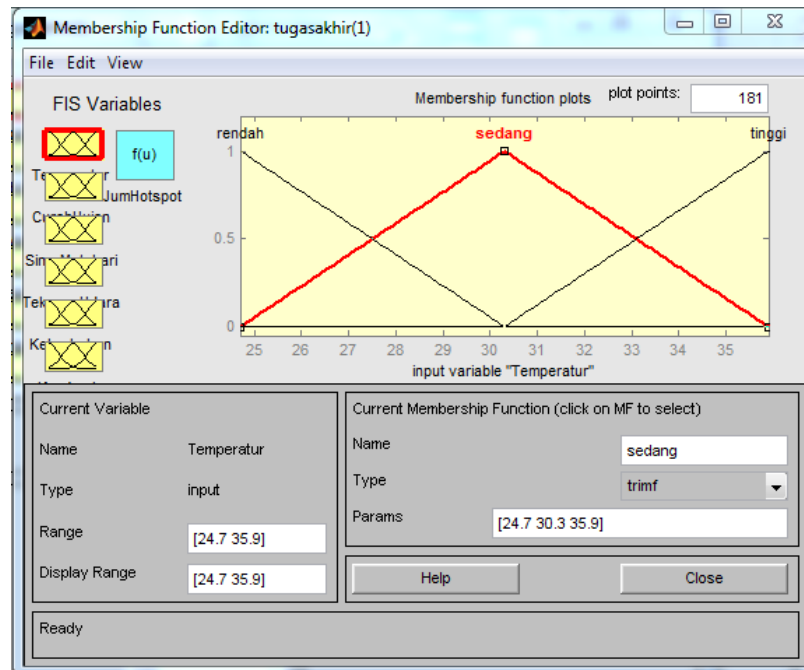 Membership Function Editor: tugasakhir(1)
File Edit View
FIS Variables
f(u)
JumHotspot
Membership function plots
plot points:
181
rendah
sedang
tinggi
1
0.5
0
25 26 27 28 29 30 31 32 33 34 35
input variable "Temperatur"
Current Variable
Name Temperatur
Type input
Range [24.7 35.9]
Display Range [24.7 35.9]
Current Membership Function (click on MF to select)
Name sedang
Type trimf
Params [24.7 30.3 35.9]
Help
Close
Ready